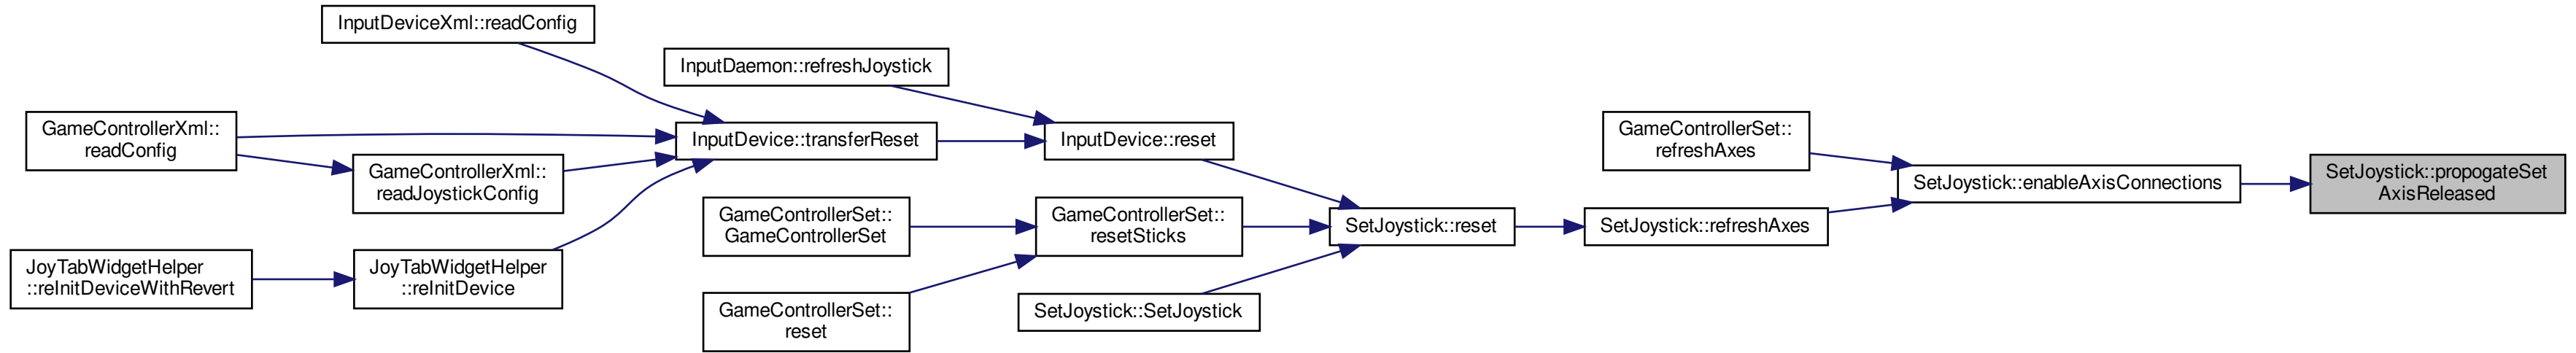 InputDeviceXml::readConfig
InputDaemon::refreshJoystick
GameControllerXml::
readConfig
InputDevice::transferReset
InputDevice::reset
GameControllerSet::
refreshAxes
GameControllerXml::
readJoystickConfig
SetJoystick::enableAxisConnections
SetJoystick::propogateSet
AxisReleased
GameControllerSet::
GameControllerSet
GameControllerSet::
resetSticks
SetJoystick::reset
SetJoystick::refreshAxes
JoyTabWidgetHelper
::reInitDeviceWithRevert
JoyTabWidgetHelper
::reInitDevice
GameControllerSet::
reset
SetJoystick::SetJoystick